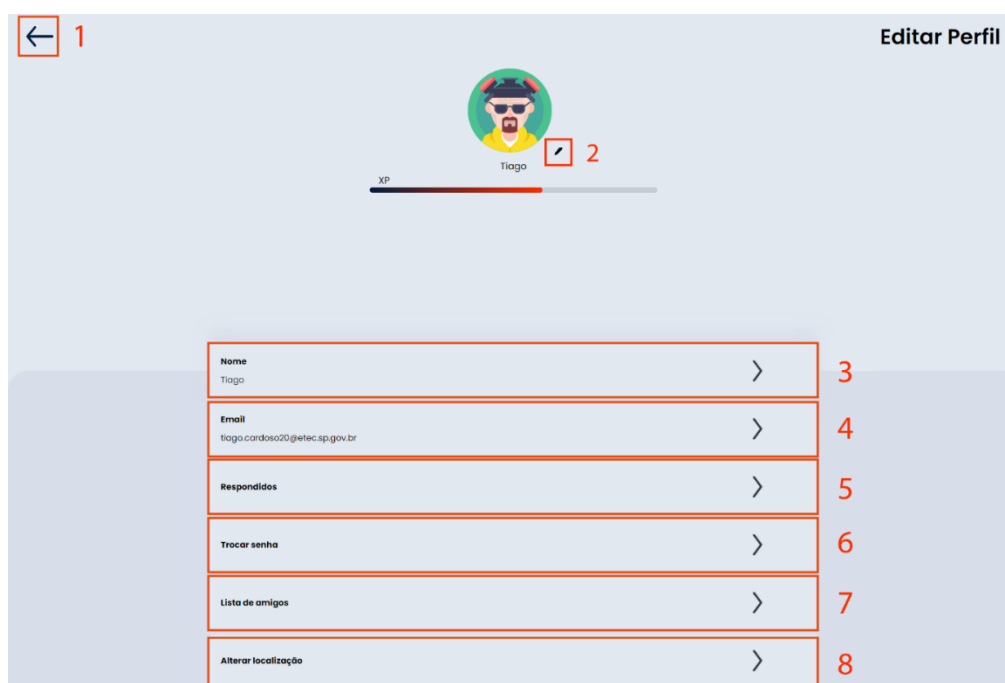 1
Editar Perfil
2
Tiago
XP
Nome
Tiago
3
Email
tiago.cardoso20@etec.sp.gov.br
4
Respondidos
5
Trocar senha
6
Lista de amigos
7
Alterar localização
8